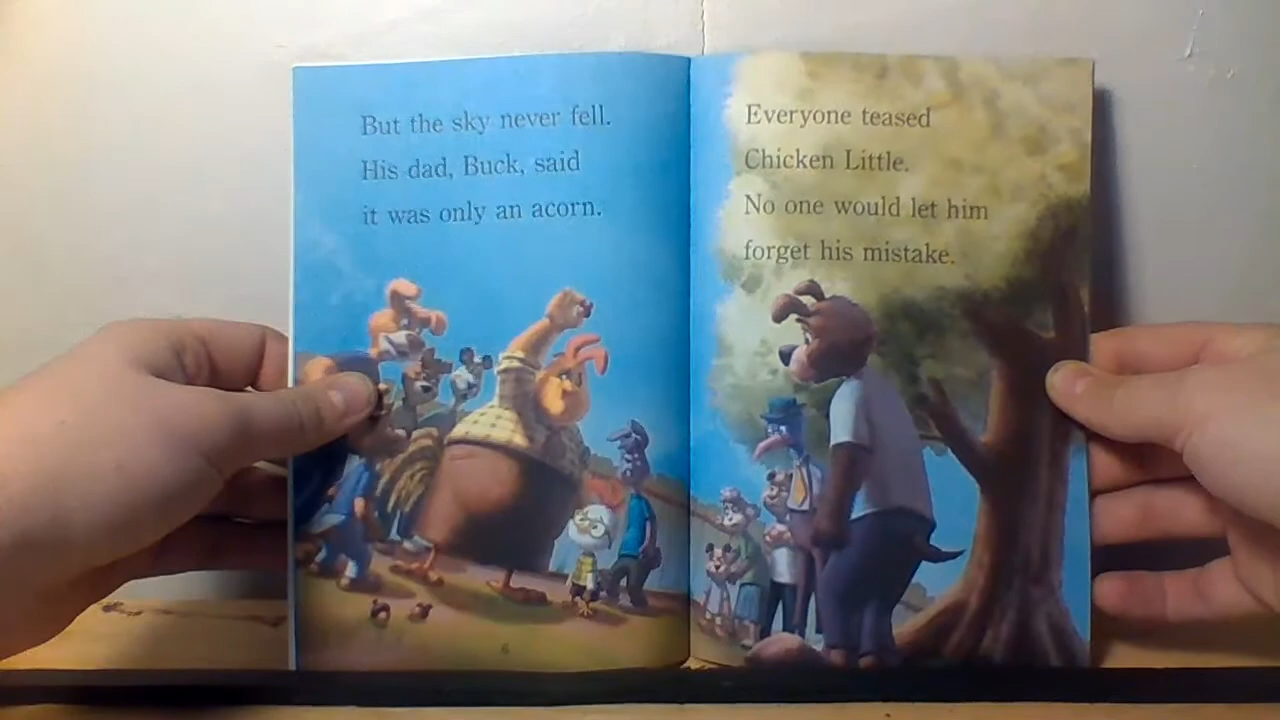 But the sky never fell.
His dad, Buck, said
it was only an acorn.
6
Everyone teased
Chicken Little.
No one would let him
forget his mistake.